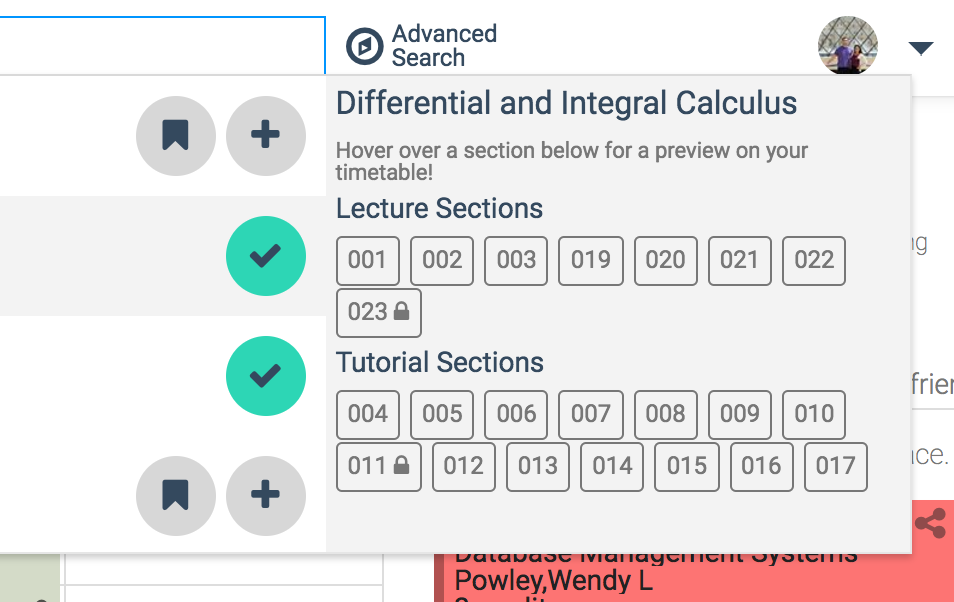 Advanced
Search
Differential and Integral Calculus
Hover over a section below for a preview on your
timetable!
Lecture Sections
001 002 003 019 020 021 022
023
Tutorial Sections
004 005 006 007 008 009 010
011 012 013 014 015 016 017
ng
frien
ce.
Database Management Systems
Powley,Wendy L